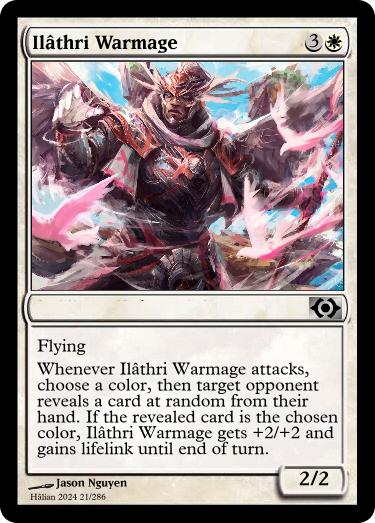 Ilâthri Warmage 3
Flying
Whenever Ilâthri Warmage attacks,
choose a color, then target opponent
reveals a card at random from their
hand. If the revealed card is the chosen
color, Ilâthri Warmage gets +2/+2 and
gains lifelink until end of turn.
Jason Nguyen
2/2
Hâlian 2024 21/286